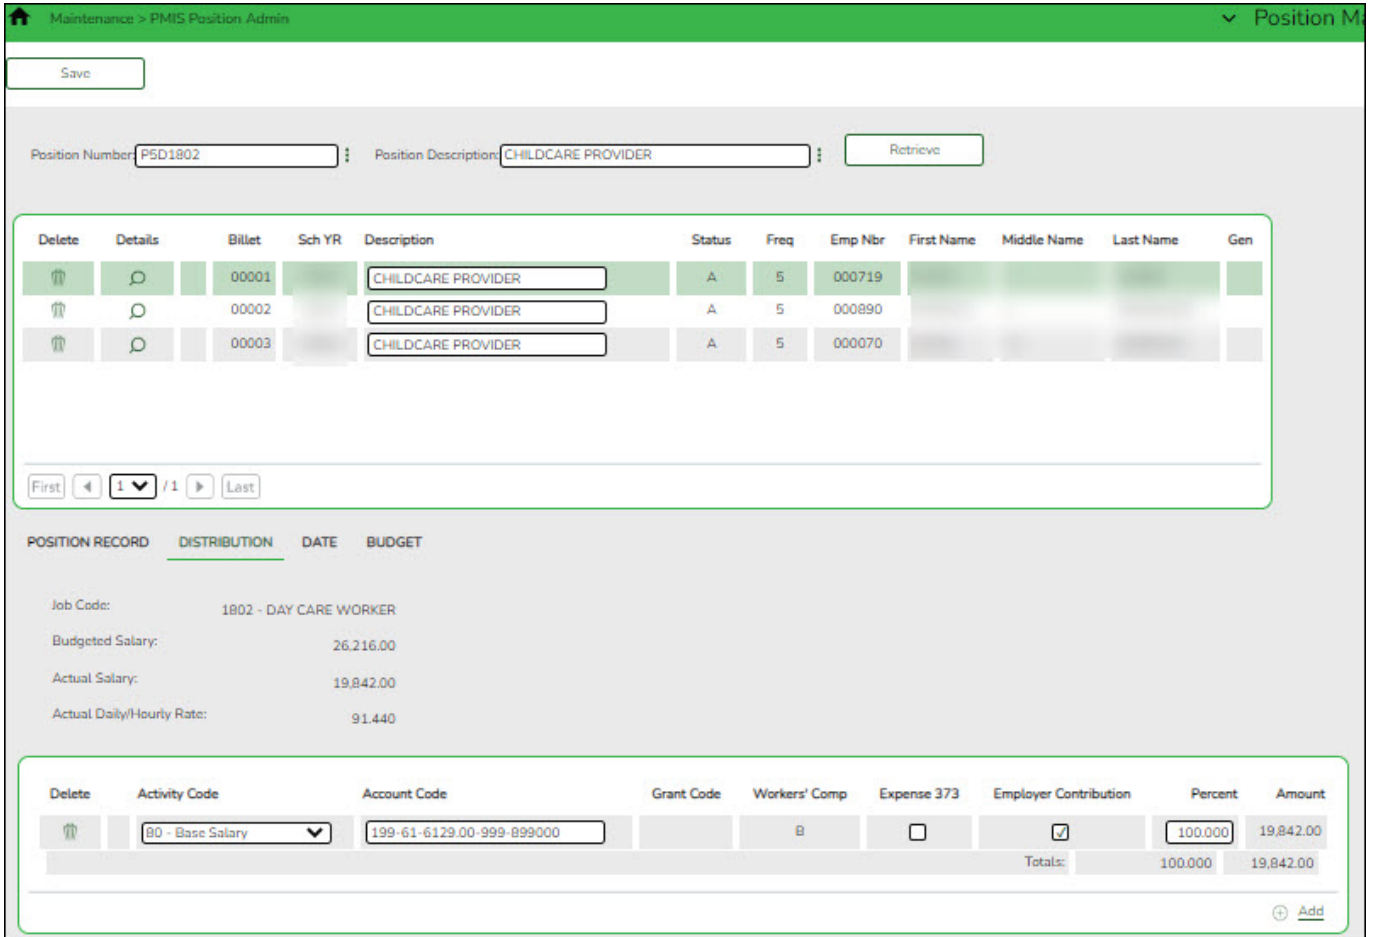 Maintenance > PMIS Position Admin Position Ma
Save
Position Number: P5D1802 Position Description: CHILDCARE PROVIDER Retrieve
Delete Details Billet Sch YR Description Status Freq Emp Nbr First Name Middle Name Last Name Gen
00001 CHILDCARE PROVIDER A 5 000719
00002 CHILDCARE PROVIDER A 5 000890
00003 CHILDCARE PROVIDER A 5 000070
First 1 / 1 Last
POSITION RECORD DISTRIBUTION DATE BUDGET
Job Code: 1802 - DAY CARE WORKER
Budgeted Salary: 26,216.00
Actual Salary: 19,842.00
Actual Daily/Hourly Rate: 91.440
Delete Activity Code Account Code Grant Code Workers' Comp Expense 373 Employer Contribution Percent Amount
80 - Base Salary 199-61-6129.00-999-899000 B 100.000 19,842.00
Totals: 100.000 19,842.00
Add